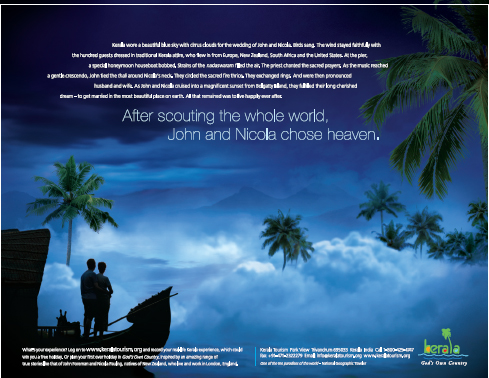 Kerala wore a beautiful blue sky with cirrus clouds for the wedding of John and Nicola. Birds sang. The wind stayed faithfully with
the hundred guests dressed in traditional Kerala attire, who flew in from Europe, New Zealand, South Africa and the United States. At the pier,
a special honeymoon houseboat bobbed. Strains of the nadaswaram filled the air. The priest chanted the sacred prayers. As the music reached
a gentle crescendo, John tied the thali around Nicola's neck. They circled the sacred fire thrice. They exchanged rings. And were then pronounced
husband and wife. As John and Nicola cruised into a magnificent sunset from Bolgatty Island, they fulfilled their long cherished
dream – to get married in the most beautiful place on earth. All that remained was to live happily ever after.
After scouting the whole world,
John and Nicola chose heaven.
What's your experience? Log on to www.keralatourism.org and record your real-life Kerala experience, which could
win you a free holiday. Or plan your first ever holiday in God's Own Country, inspired by an amazing range of
true stories like that of John Foreman and Nicola, natives of New Zealand, who live and work in London, England.
Kerala Tourism Park View Trivandrum 695033 Kerala India
Email info@keralatourism.org www.keralatourism.org
One of the ten paradises of the world – National Geographic Traveler
kerala
God's Own Country